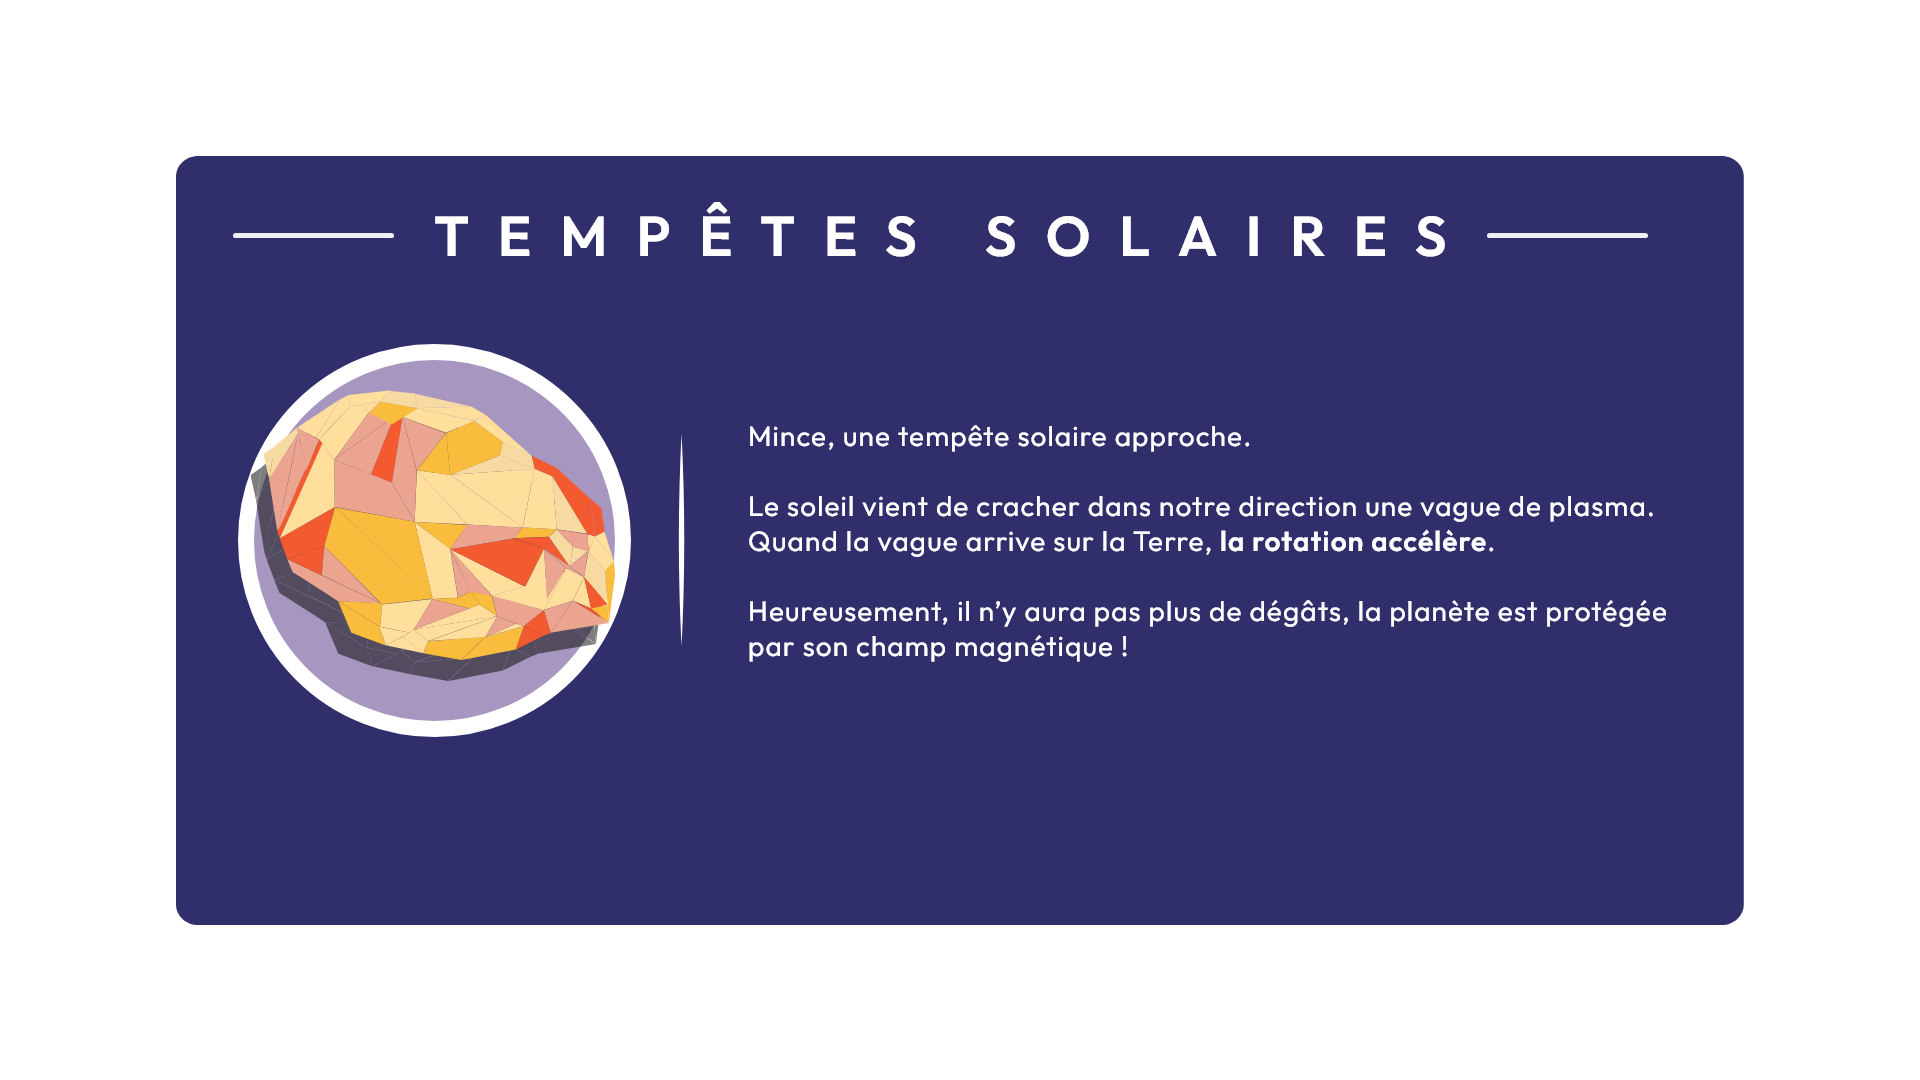 TEMPÊTES SOLAIRES
Mince, une tempête solaire approche.
Le soleil vient de cracher dans notre direction une vague de plasma.
Quand la vague arrive sur la Terre, la rotation accélère.
Heureusement, il n’y aura pas plus de dégâts, la planète est protégée
par son champ magnétique !